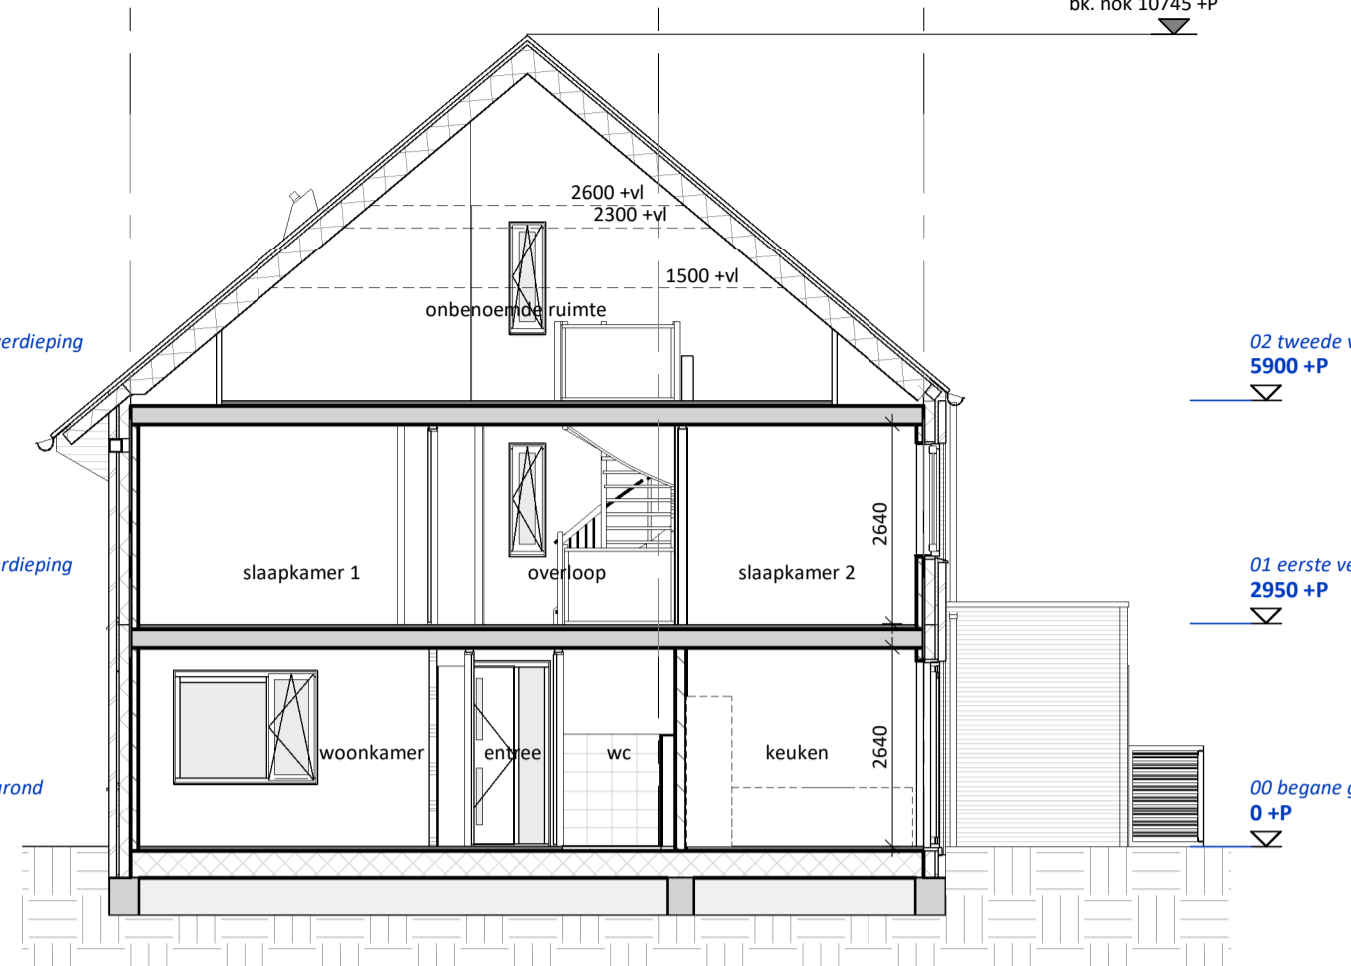 bk. nok 10745 +P
2600 +vl
2300 +vl
1500 +vl
onbenoemde ruimte
erdieping
02 tweede v
5900 +P
2640
rdieping
slaapkamer 1
overloop
slaapkamer 2
01 eerste ve
2950 +P
woonkamer
entree
wc
keuken
2640
rond
00 begane g
0 +P